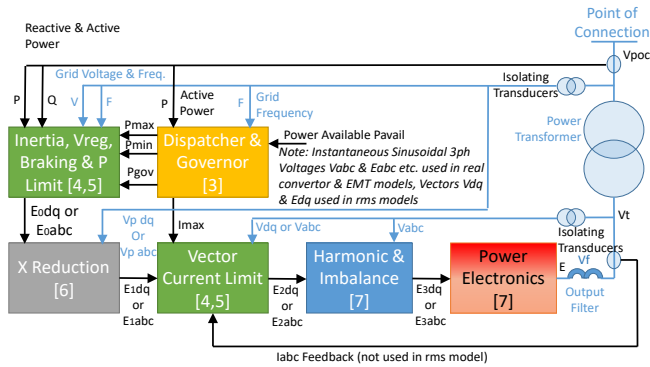 Reactive & Active
Power
Point of
Connection
Vpoc
Grid Voltage & Freq.
Isolating
Transducers
P
Q
V
F
P
Active
Power
F
Grid
Frequency
Power
Transformer
Inertia, Vreg,
Braking & P
Limit [4,5]
Pmax
Pmin
Pgov
Dispatcher &
Governor
[3]
Power Available Pavail
Note: Instantaneous Sinusoidal 3ph
Voltages Vabc & Eabc etc. used in real
convertor & EMT models, Vectors Vdq
& Edq used in rms models
E0dq or
E0abc
Vp dq
Or
Vp abc
Imax
Vdq or Vabc
Vabc
Vt
Isolating
Transducers
X Reduction
[6]
Vector
Current Limit
[4,5]
Harmonic &
Imbalance
[7]
Power
Electronics
[7]
E
Vf
Output
Filter
E1dq
or
E1abc
E2dq
or
E2abc
E3dq
or
E3abc
Iabc Feedback (not used in rms model)